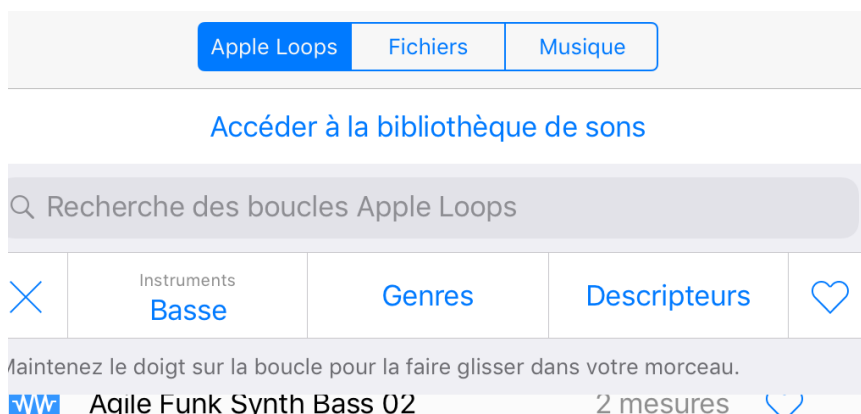 Apple Loops Fichiers Musique
Accéder à la bibliothèque de sons
Recherche des boucles Apple Loops
Instruments
Basse Genres Descripteurs
Maintenez le doigt sur la boucle pour la faire glisser dans votre morceau.
Agile Funk Synth Bass 02 2 mesures